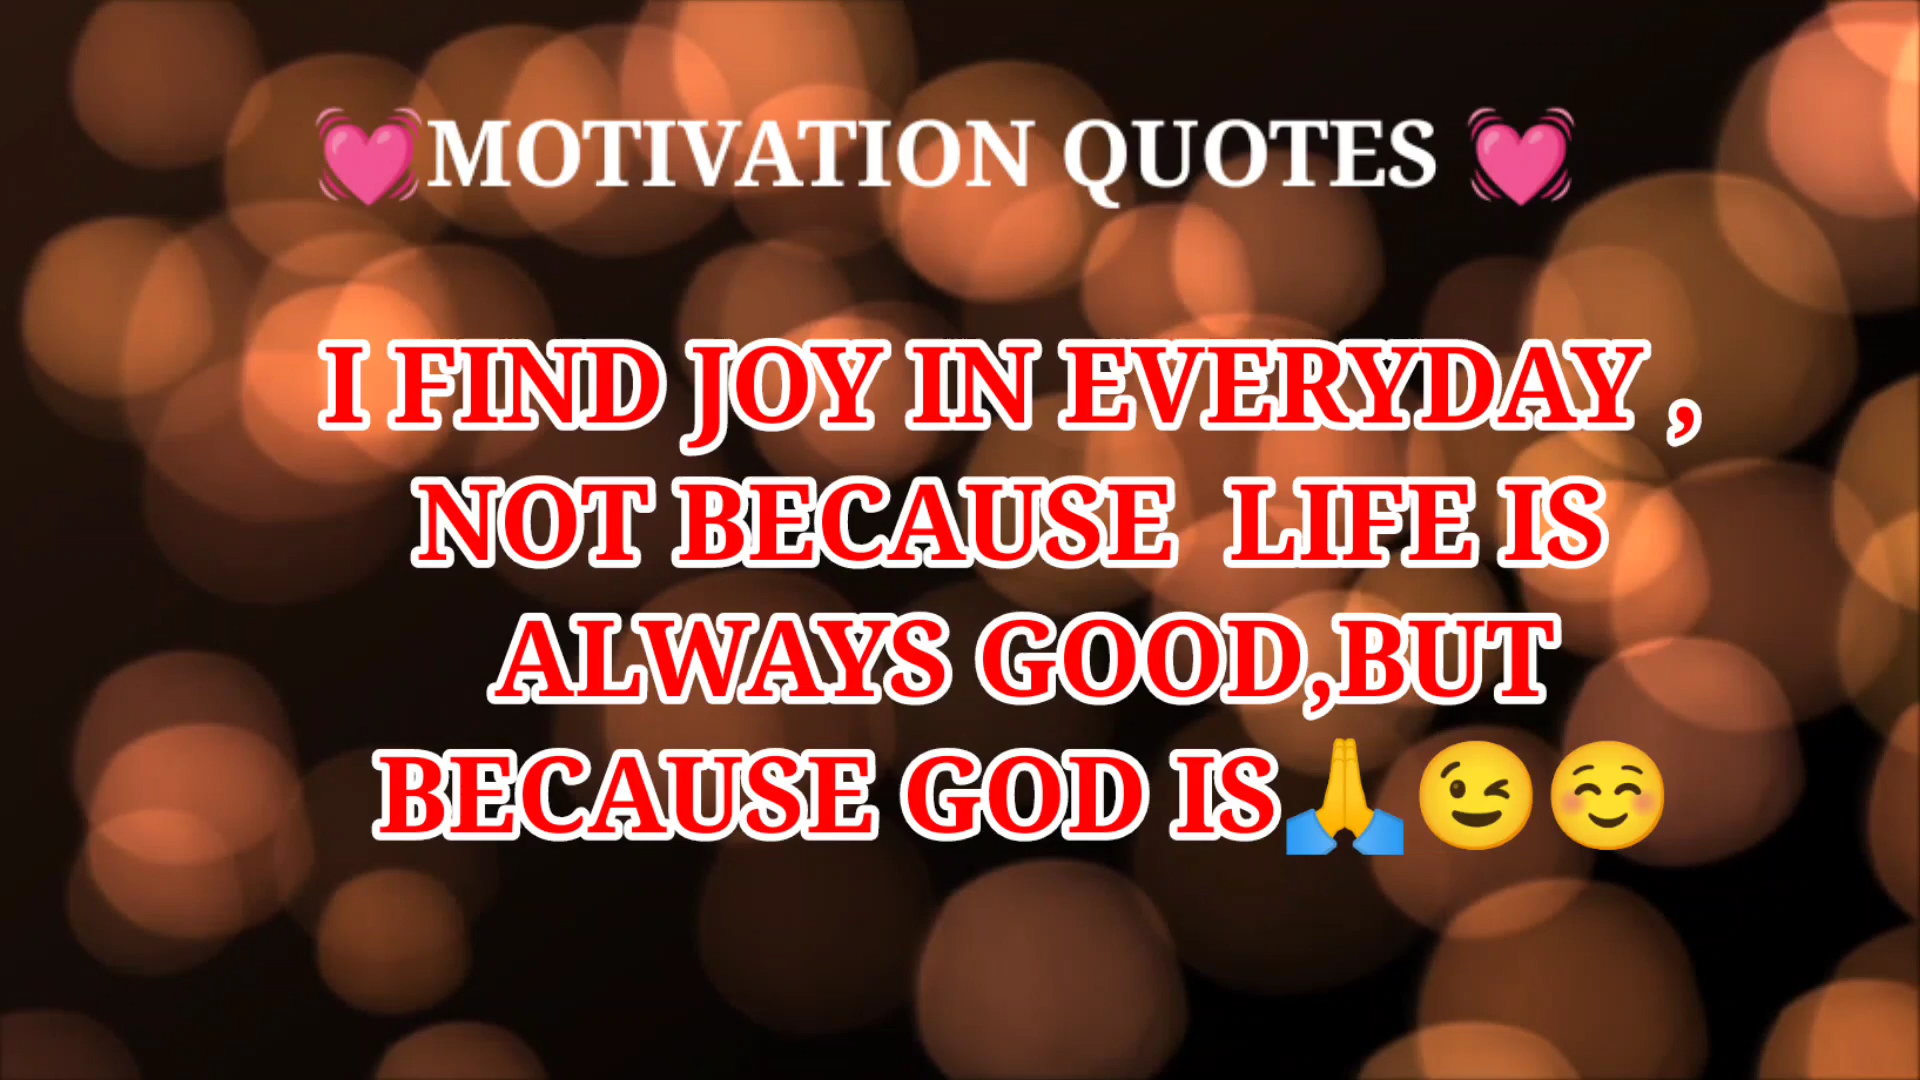 💓MOTIVATION QUOTES 💓
I FIND JOY IN EVERYDAY ,
NOT BECAUSE  LIFE IS
ALWAYS GOOD,BUT
BECAUSE GOD IS🙏😉☺️